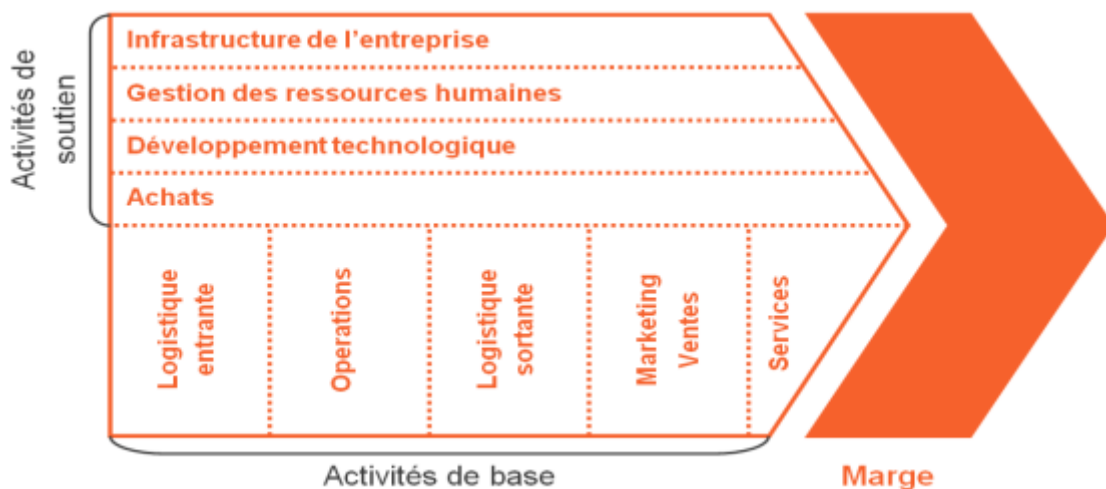 Activités de
soutien
Infrastructure de l'entreprise
Gestion des ressources humaines
Développement technologique
Achats
Logistique
entrante
Operations
Logistique
sortante
Marketing
Ventes
Services
Activités de base
Marge